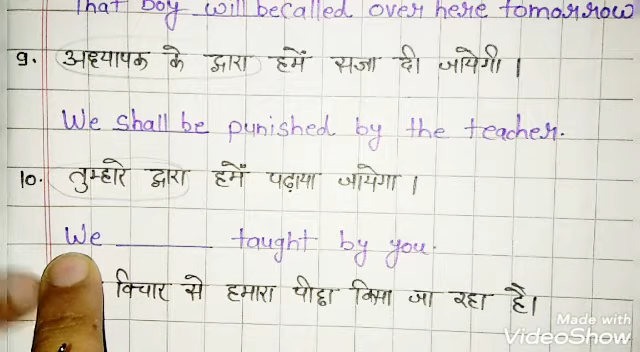 That boy will be called over here tomorrow
9. अध्यापक के द्वारा हमें सजा दी जायेगी।
We shall be punished by the teacher.
10. तुम्हारे द्वारा हमें पढ़ाया जायेगा।
We ______ taught by you.
विचार से हमारा पीछा किया जा रहा है।
Made with
VideoShow